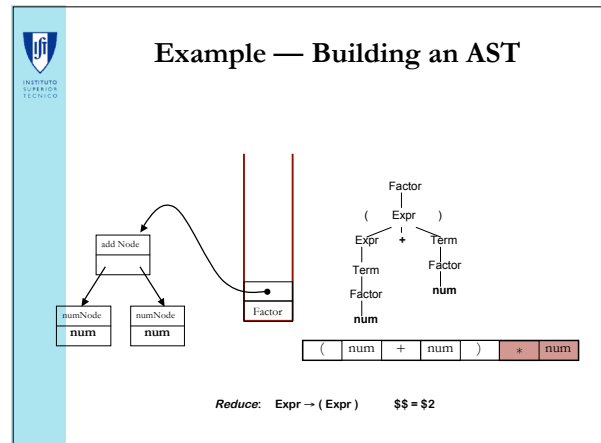 Example — Building an AST
INSTITUTO
SUPERIOR
TÉCNICO
Factor
( Expr )
Expr + Term
Term Factor
Factor num
num
add Node
numNode numNode
num num
Factor
( num + num ) * num
Reduce: Expr → ( Expr ) $$ = $2